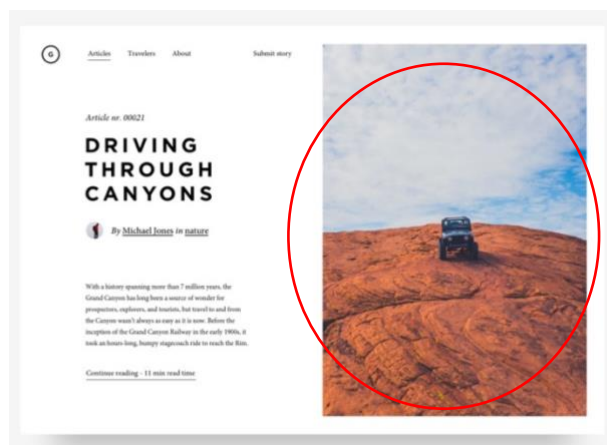 G
Articles Travelers About Submit story
Article nr. 00021
DRIVING
THROUGH
CANYONS
By Michael Jones in nature
With a history spanning more than 7 million years, the
Grand Canyon has long been a source of wonder for
prospectors, explorers, and tourists, but travel to and from
the Canyon wasn't always as easy as it is now. Before the
inception of the Grand Canyon Railway in the early 1900s, it
took an hours-long, bumpy stagecoach ride to reach the Rim.
Continue reading - 11 min read time